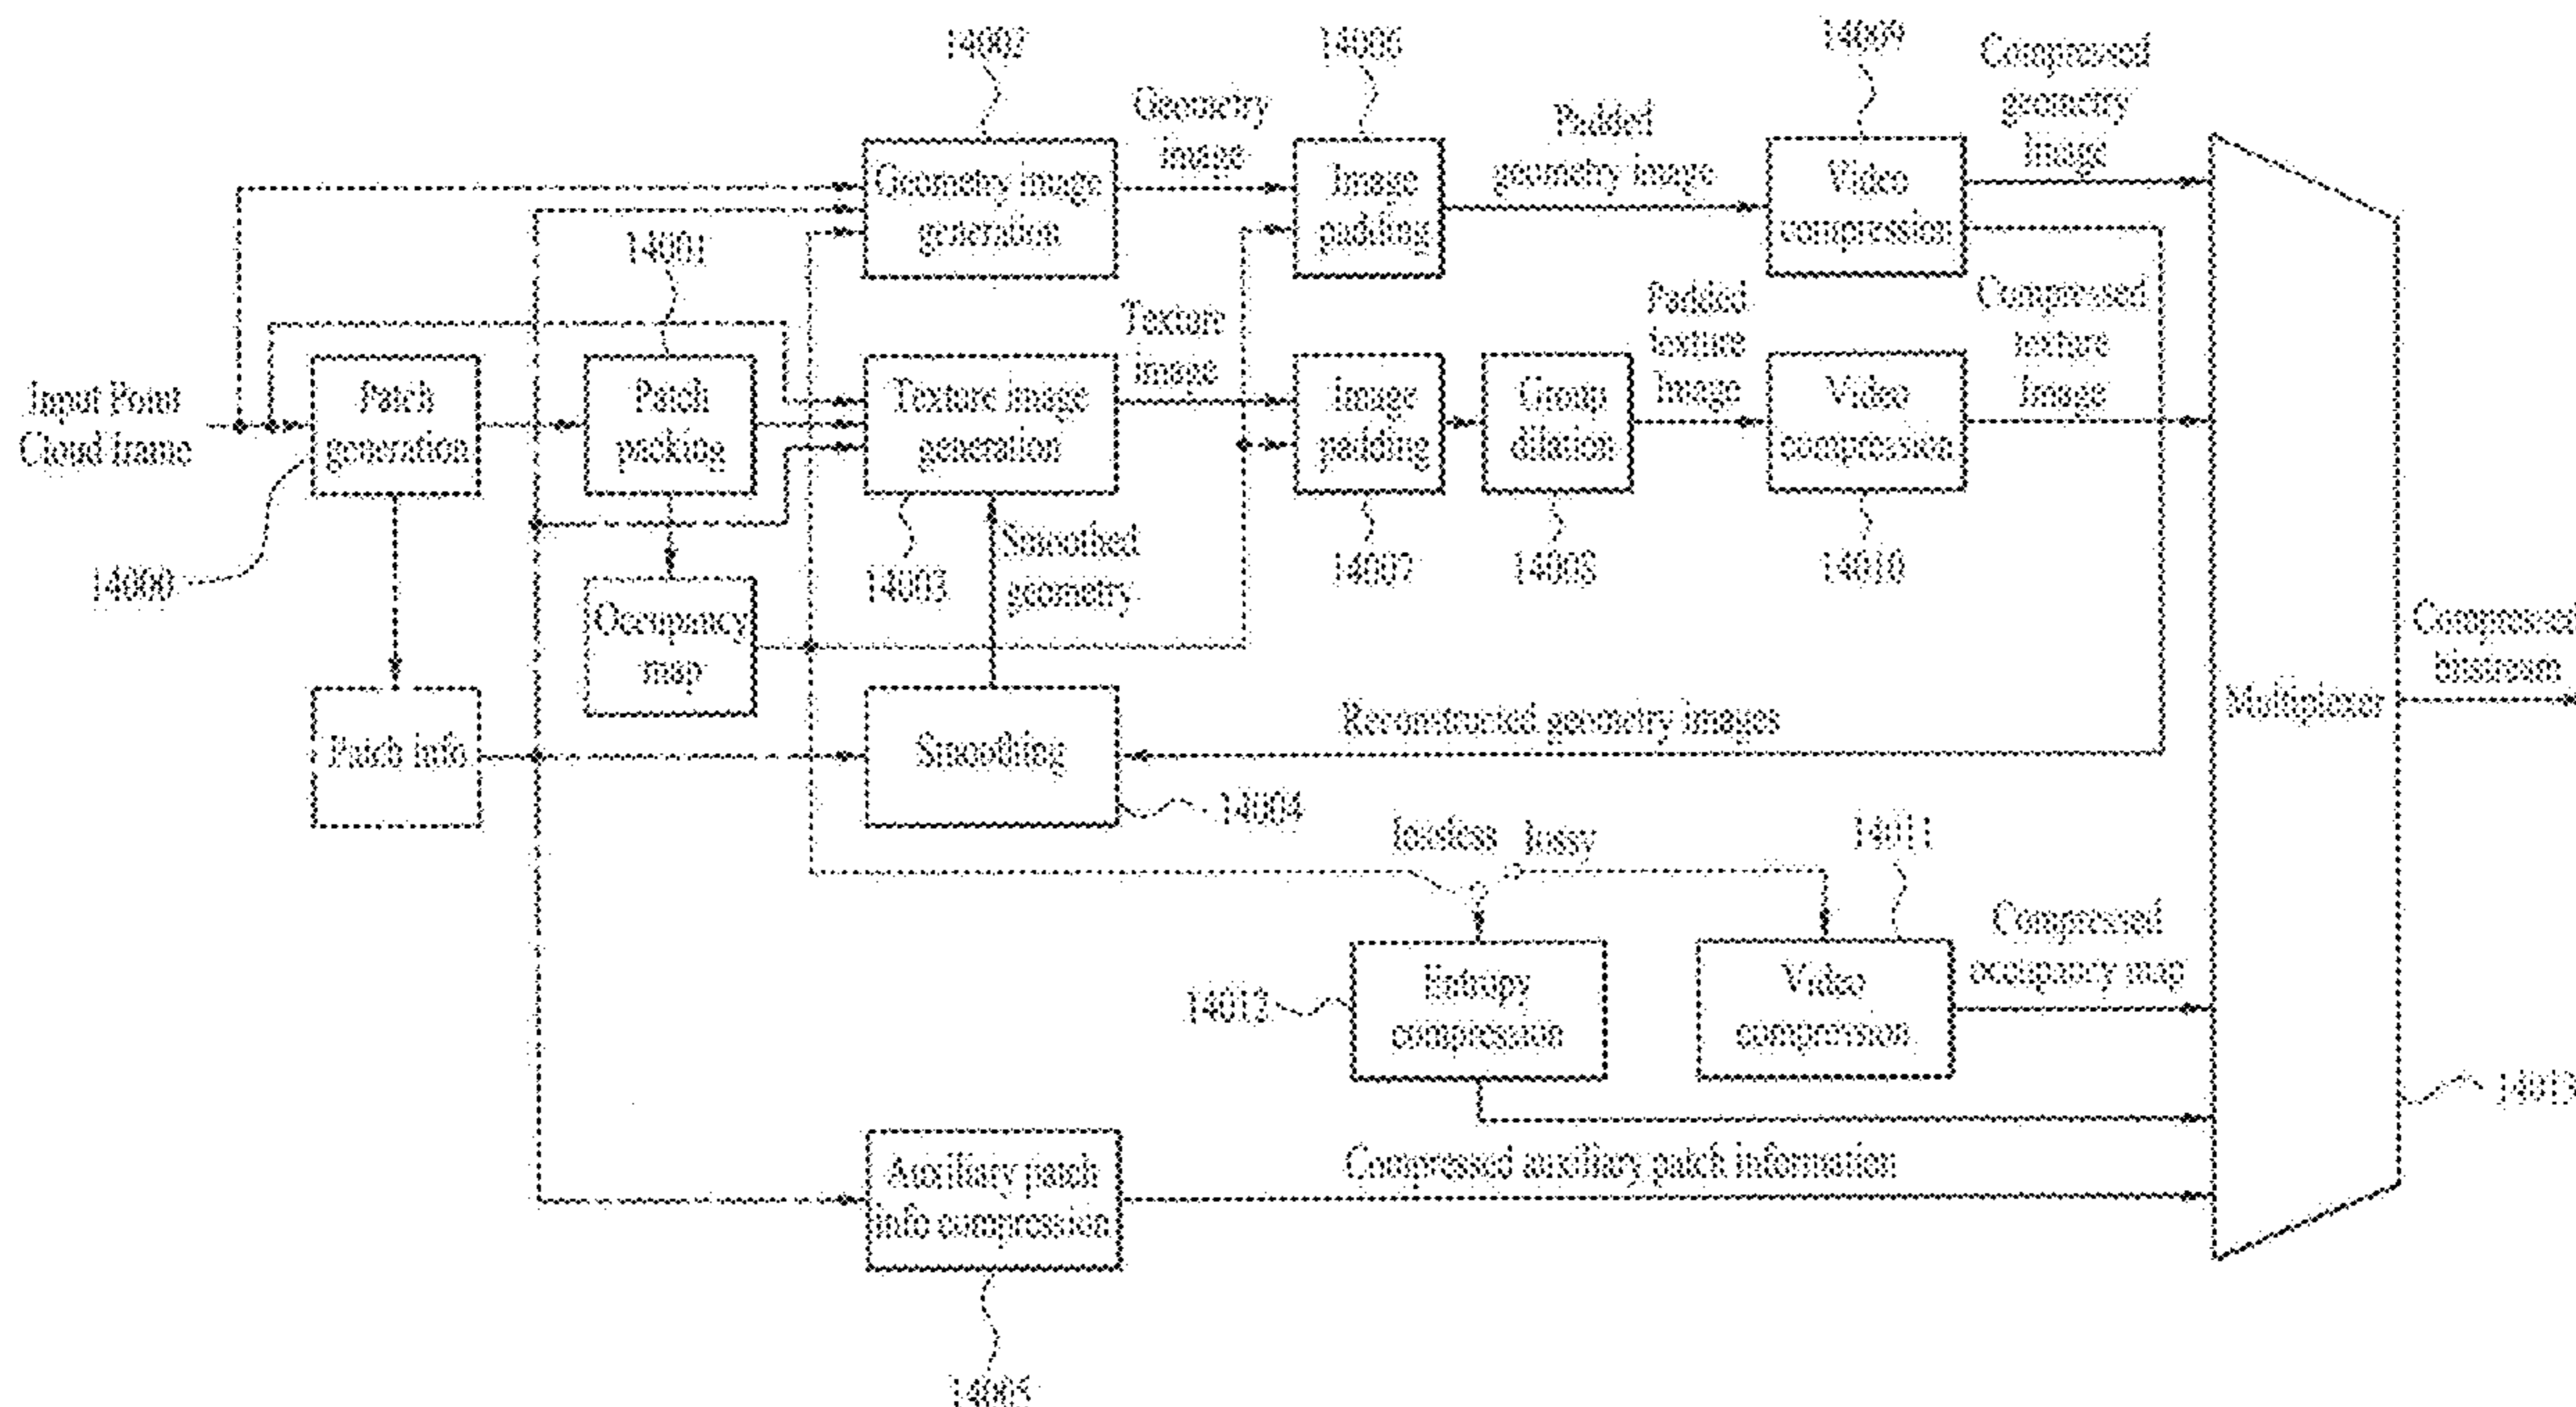 14002
14006
14009
Compressed
geometry
Image
Geometry
image
Padded
geometry image
Geometry image
generation
Image
padding
Video
compression
14001
Texture
image
Padded
texture
Image
Compressed
texture
Image
Input Point
Cloud frame
Patch
generation
Patch
packing
Texture image
generation
Image
padding
Group
dilation
Video
compression
14000
14003
Smoothed
geometry
14007
14008
14010
Occupancy
map
Compressed
bitstream
Multiplexer
Patch info
Smoothing
Reconstructed geometry images
14004
lossless
lossy
14011
Compressed
occupancy map
14012
Entropy
compression
Video
compression
14013
Auxiliary patch
info compression
Compressed auxiliary patch information
14005